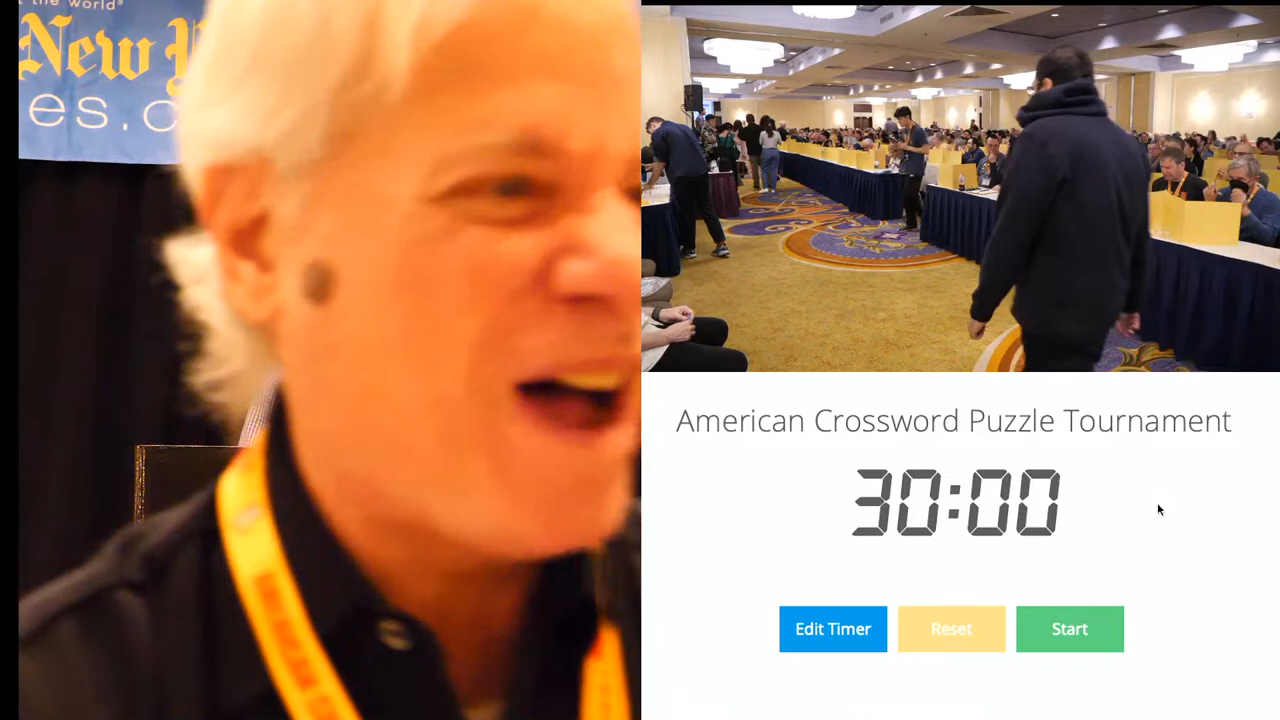 t the world®
New
es.c
American Crossword Puzzle Tournament
30:00
Edit Timer
Reset
Start